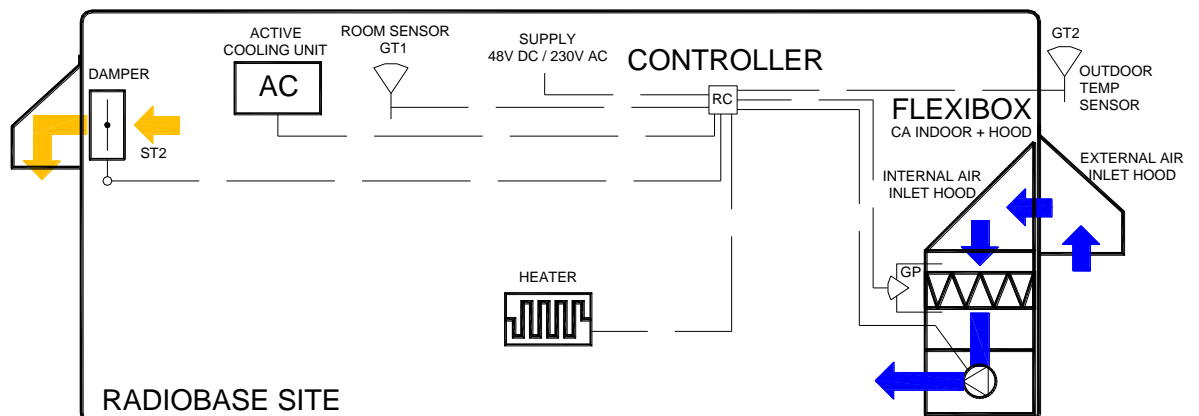 ACTIVE
COOLING UNIT
AC
ROOM SENSOR
GT1
SUPPLY
48V DC / 230V AC
CONTROLLER
RC
GT2
OUTDOOR
TEMP
SENSOR
DAMPER
ST2
FLEXIBOX
CA INDOOR + HOOD
INTERNAL AIR
INLET HOOD
EXTERNAL AIR
INLET HOOD
GP
HEATER
RADIOBASE SITE